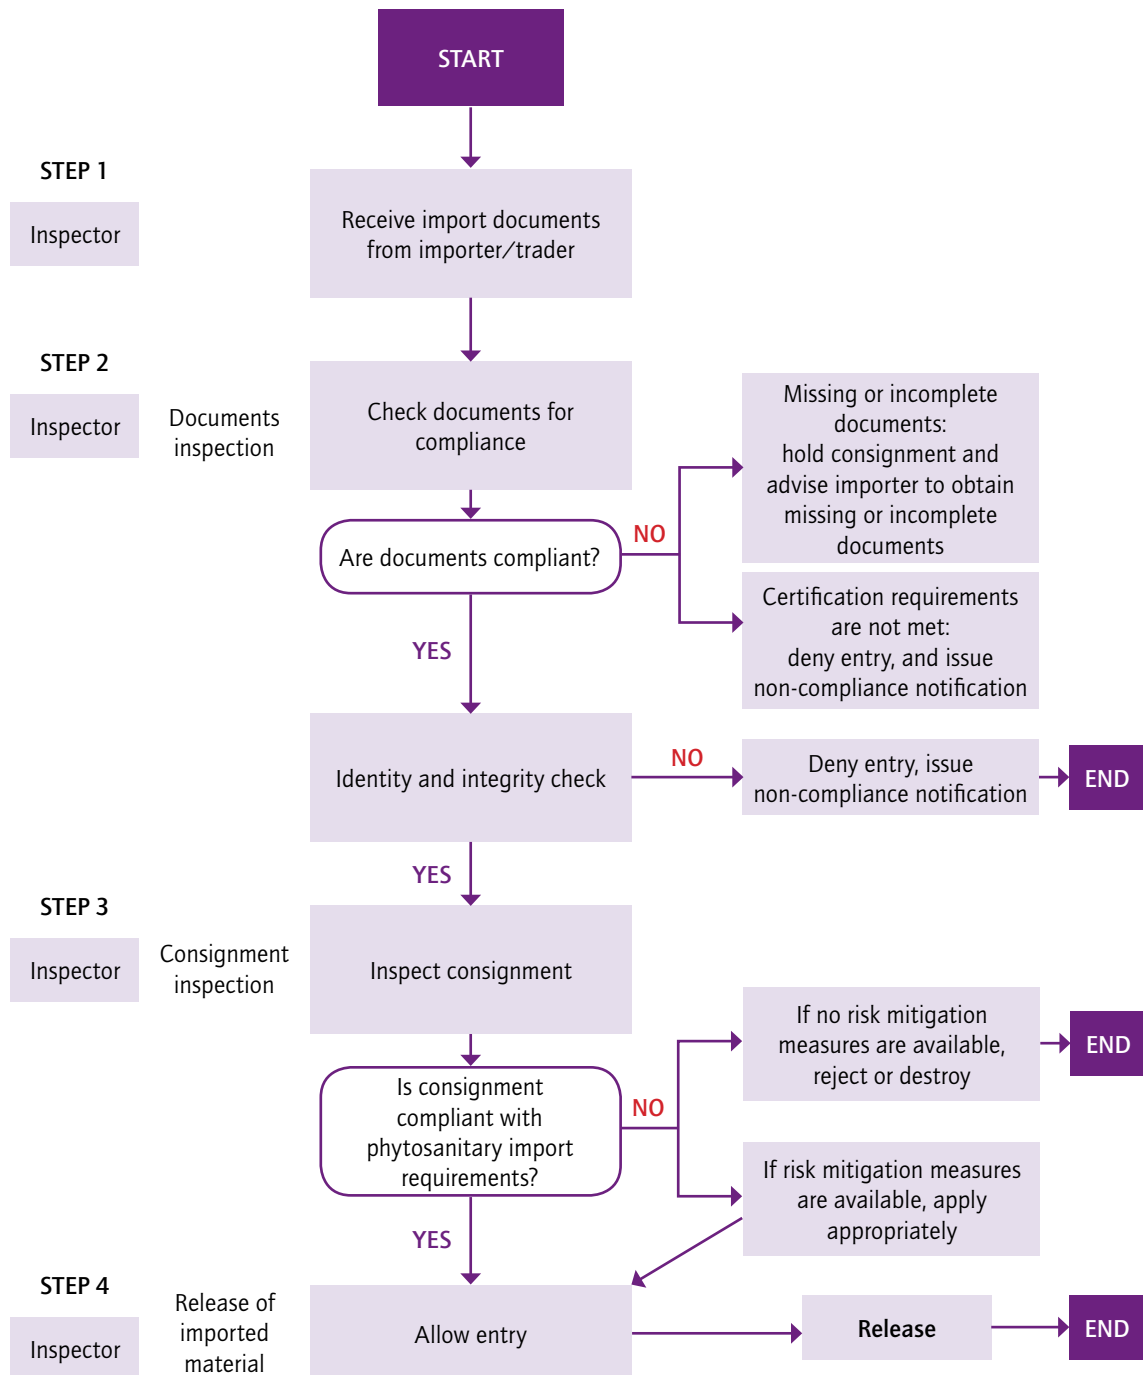 START
STEP 1
Inspector
Receive import documents
from importer/trader
STEP 2
Inspector
Documents
inspection
Check documents for
compliance
Missing or incomplete
documents:
hold consignment and
advise importer to obtain
missing or incomplete
documents
NO
Are documents compliant?
Certification requirements
are not met:
deny entry, and issue
non-compliance notification
YES
Identity and integrity check
NO
Deny entry, issue
non-compliance notification
END
YES
STEP 3
Inspector
Consignment
inspection
Inspect consignment
If no risk mitigation
measures are available,
reject or destroy
END
Is consignment
compliant with
phytosanitary import
requirements?
NO
If risk mitigation measures
are available, apply
appropriately
YES
STEP 4
Inspector
Release of
imported
material
Allow entry
Release
END